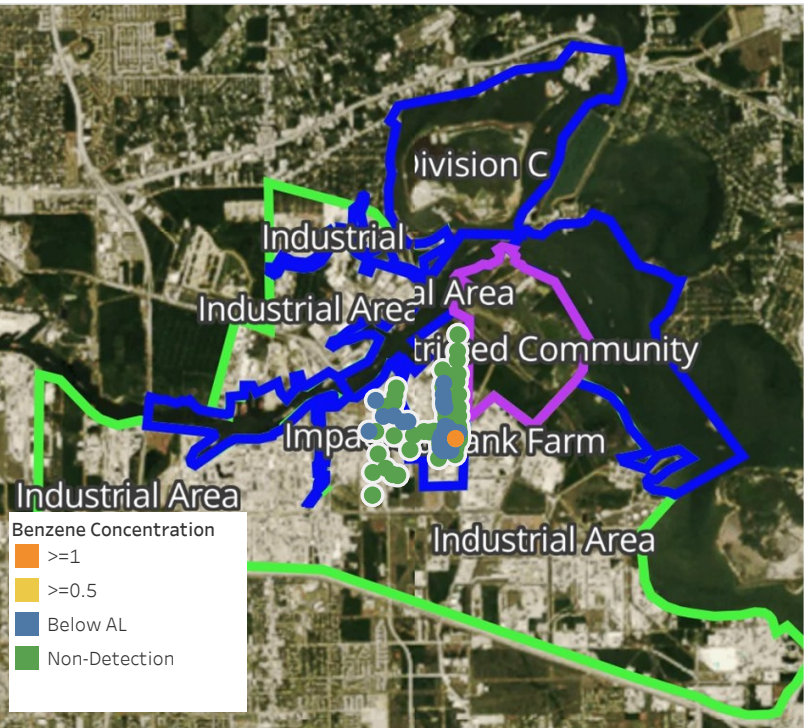 Division C
Industrial
al Area
Industrial Area
tricted Community
Impa
ank Farm
Industrial Area
Industrial Area
Benzene Concentration
>=1
>=0.5
Below AL
Non-Detection